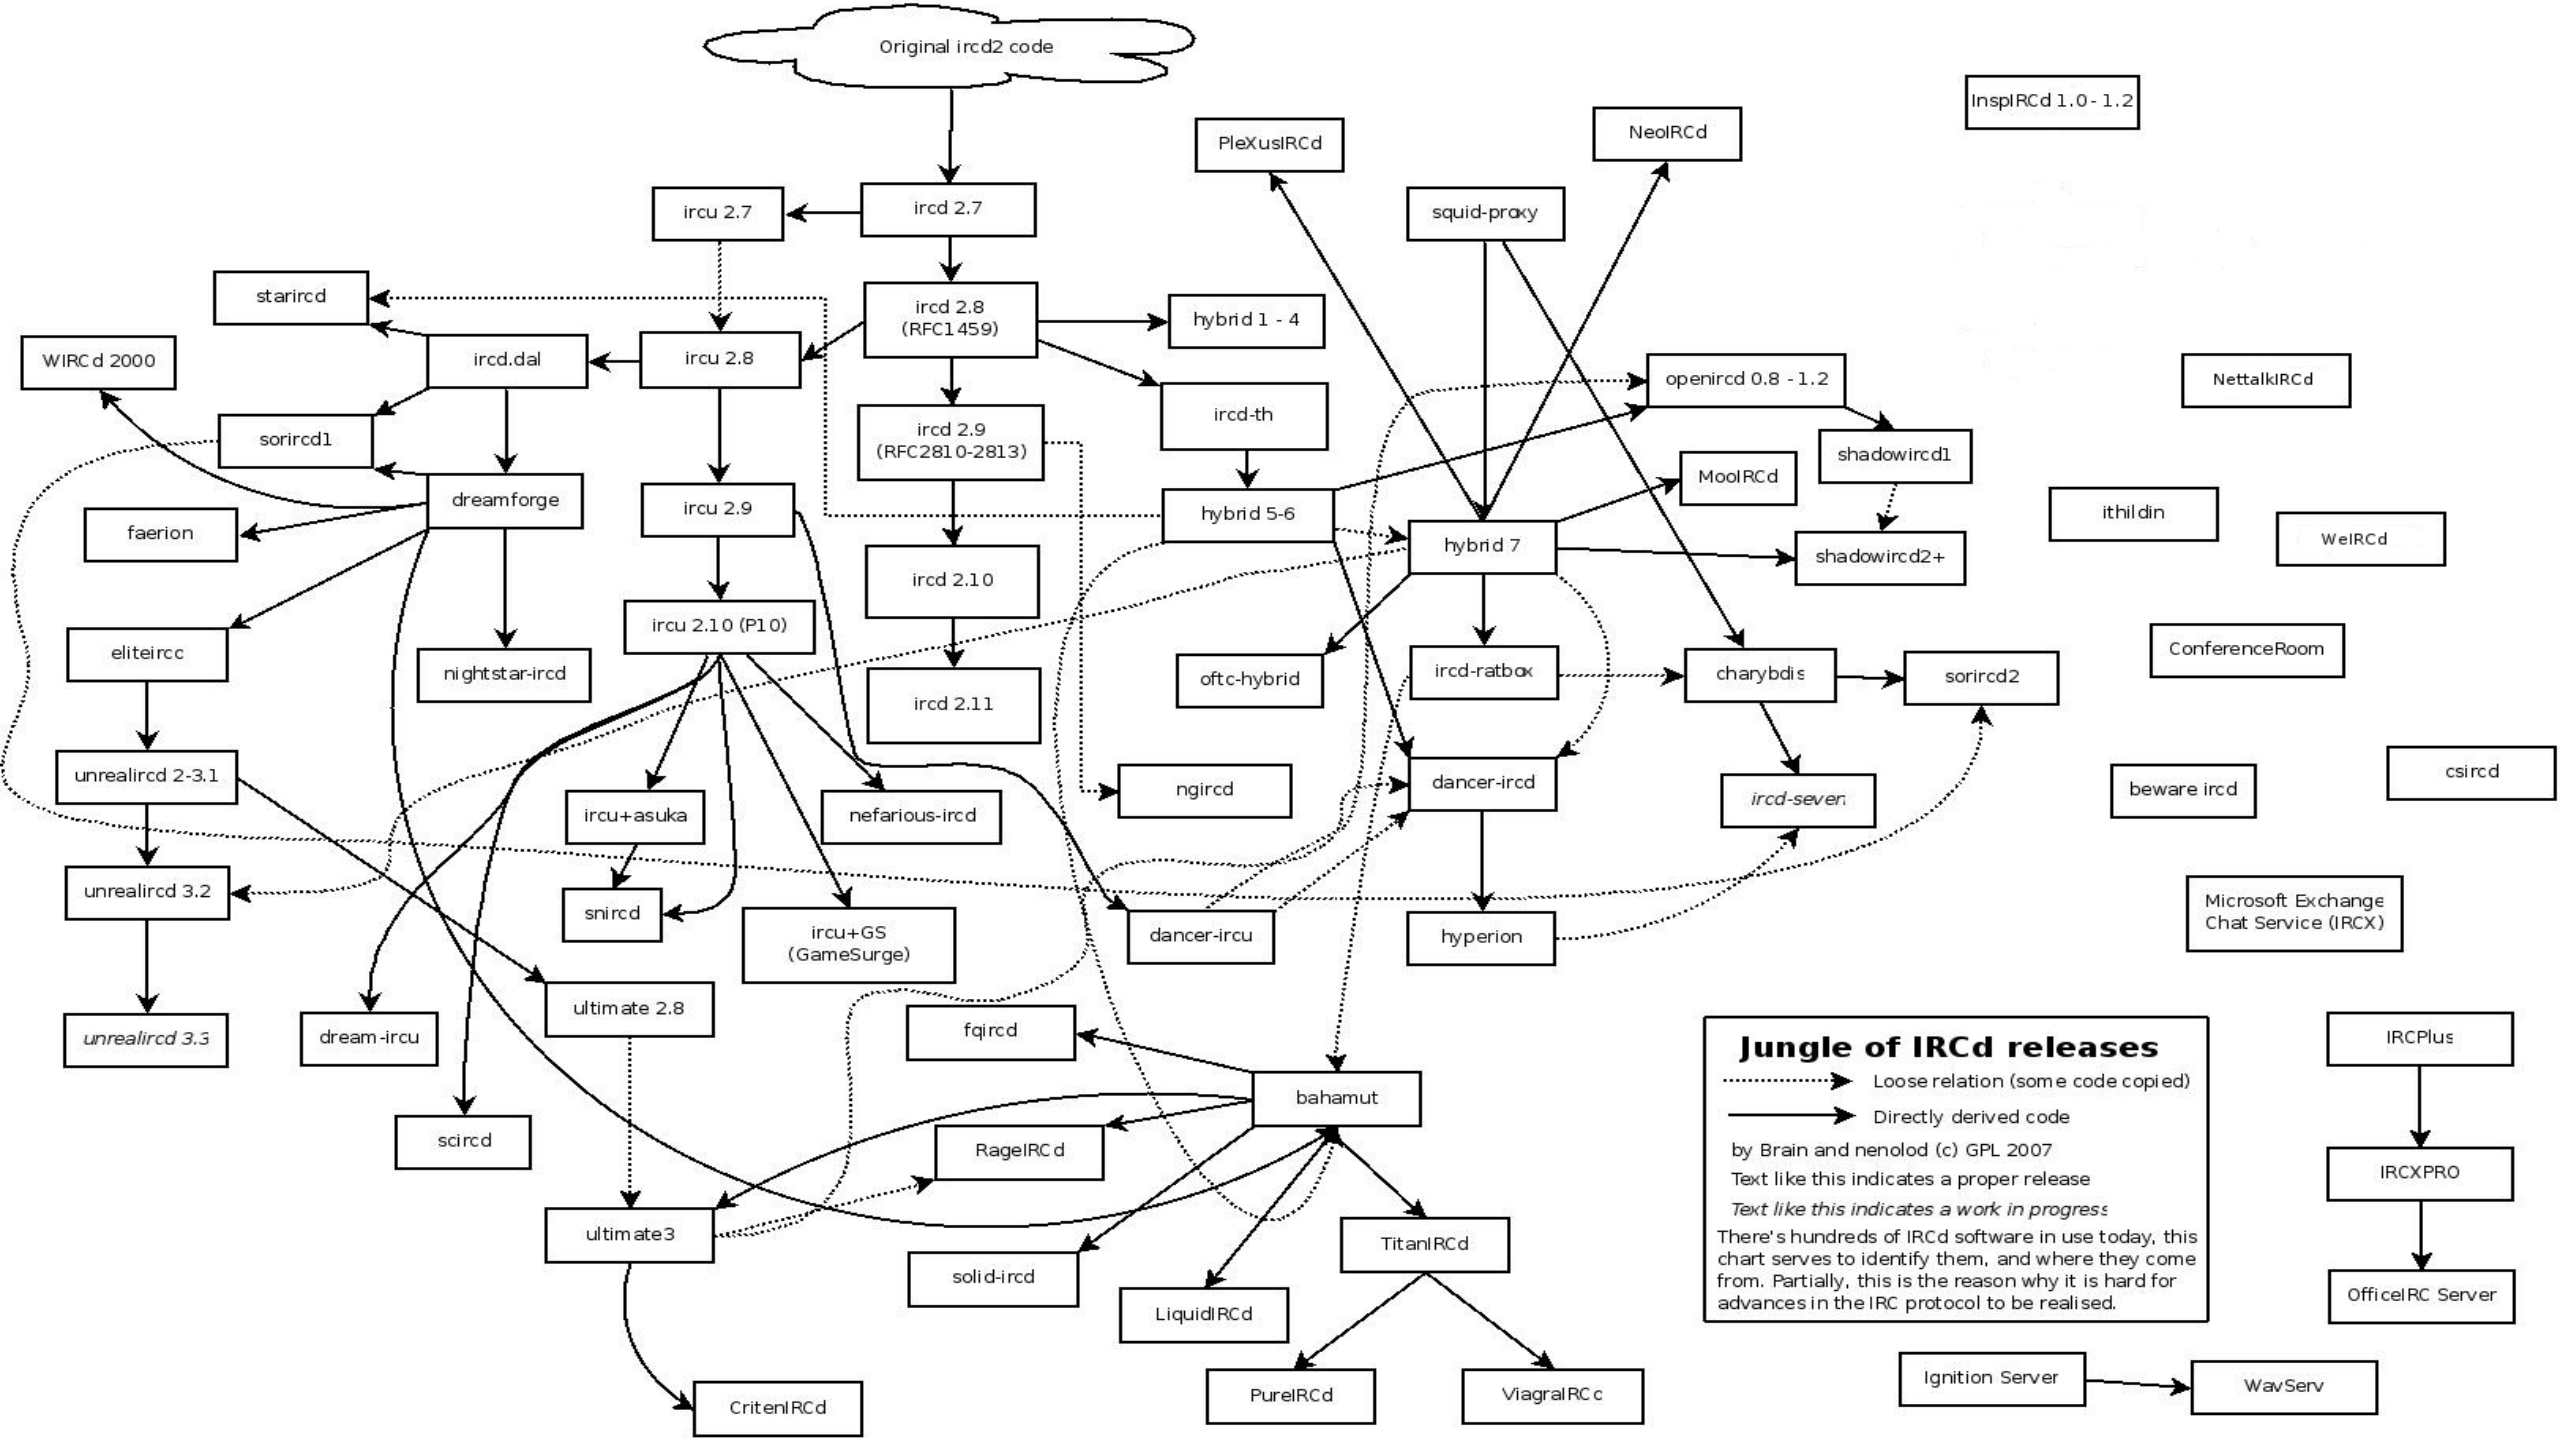 Original ircd2 code
InspIRCd 1.0 - 1.2
PleXusIRCd
NeoIRCd
ircu 2.7
ircd 2.7
squid-proxy
starircd
ircd 2.8
(RFC1459)
hybrid 1 - 4
WIRCd 2000
ircd.dal
ircu 2.8
openircd 0.8 - 1.2
NettalkIRCd
ircd-th
sorircd1
ircd 2.9
(RFC2810-2813)
shadowircd1
MooIRCd
dreamforge
ircu 2.9
hybrid 5-6
ithildin
faerion
hybrid 7
WeIRCd
shadowircd2+
ircd 2.10
ircu 2.10 (P10)
eliteircc
ConferenceRoom
nightstar-ircd
oftc-hybrid
ircd-ratbox
charybdis
sorircd2
ircd 2.11
unrealircd 2-3.1
csircd
ngircd
dancer-ircd
beware ircd
ircd-seven
ircu+asuka
nefarious-ircd
unrealircd 3.2
snircd
Microsoft Exchange
Chat Service (IRCX)
ircu+GS
(GameSurge)
dancer-ircu
hyperion
ultimate 2.8
unrealircd 3.3
dream-ircu
fqircd
IRCPlus
bahamut
scircd
RageIRCd
IRCXPRO
ultimate3
TitanIRCd
solid-ircd
LiquidIRCd
OfficeIRC Server
Jungle of IRCd releases
Loose relation (some code copied)
Directly derived code
by Brain and nenolod (c) GPL 2007
Text like this indicates a proper release
Text like this indicates a work in progress
There's hundreds of IRCd software in use today, this
chart serves to identify them, and where they come
from. Partially, this is the reason why it is hard for
advances in the IRC protocol to be realised.
CritenIRCd
PureIRCd
ViagraIRCc
Ignition Server
WavServ